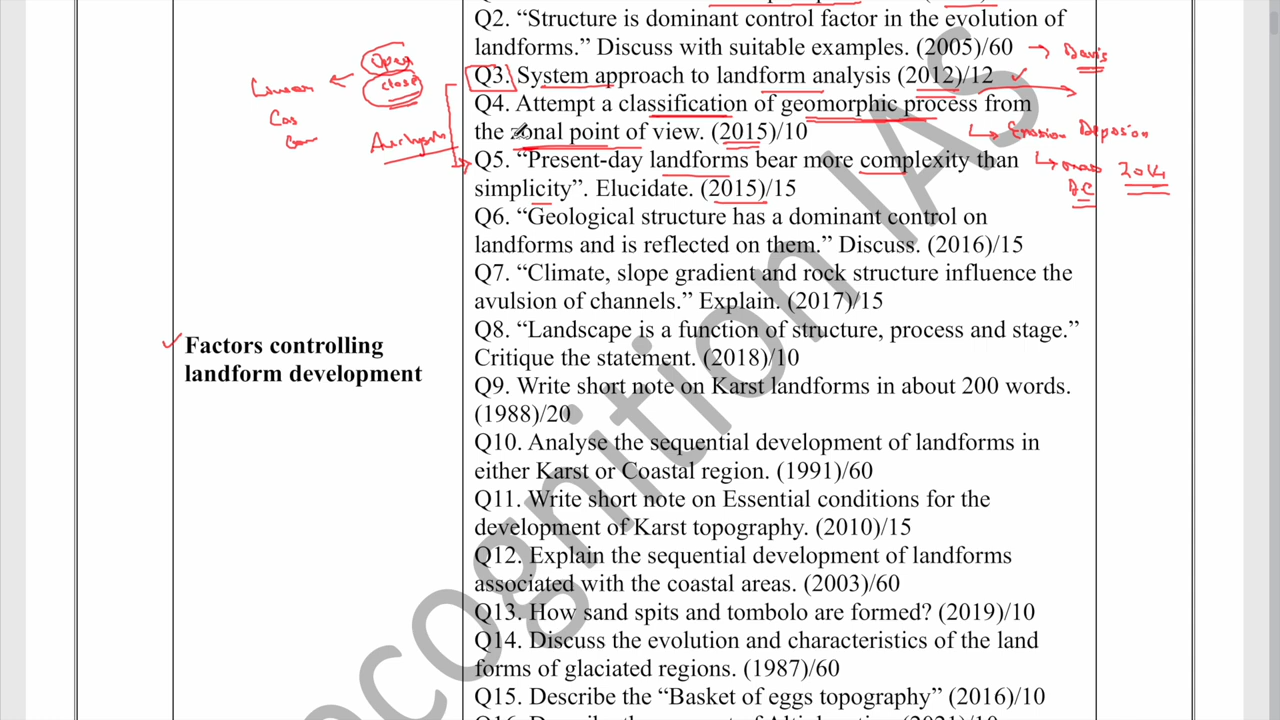 Q2. “Structure is dominant control factor in the evolution of
landforms.” Discuss with suitable examples. (2005)/60
Davis
Open
close
Linear
Cas
Q3. System approach to landform analysis (2012)/12
Q4. Attempt a classification of geomorphic process from
the zonal point of view. (2015)/10
Erosion
Q5. “Present-day landforms bear more complexity than
simplicity”. Elucidate. (2015)/15
2014
Q6. “Geological structure has a dominant control on
landforms and is reflected on them.” Discuss. (2016)/15
Q7. “Climate, slope gradient and rock structure influence the
avulsion of channels.” Explain. (2017)/15
Factors controlling
landform development
Q8. “Landscape is a function of structure, process and stage.”
Critique the statement. (2018)/10
Q9. Write short note on Karst landforms in about 200 words.
(1988)/20
Q10. Analyse the sequential development of landforms in
either Karst or Coastal region. (1991)/60
Q11. Write short note on Essential conditions for the
development of Karst topography. (2010)/15
Q12. Explain the sequential development of landforms
associated with the coastal areas. (2003)/60
Q13. How sand spits and tombolo are formed? (2019)/10
Q14. Discuss the evolution and characteristics of the land
forms of glaciated regions. (1987)/60
Q15. Describe the “Basket of eggs topography” (2016)/10
ecognition IAS